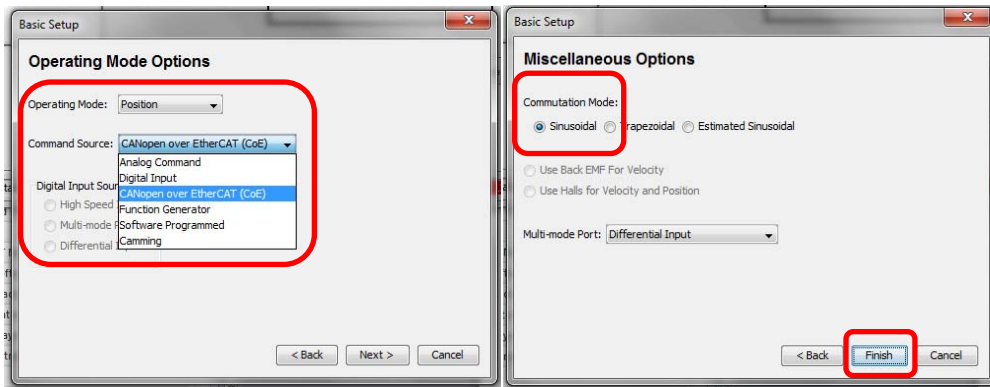 Basic Setup
Operating Mode Options
Operating Mode: Position
Command Source: CANopen over EtherCAT (CoE)
Analog Command
Digital Input
Digital Input Sour
CANopen over EtherCAT (CoE)
High Speed
Function Generator
Multi-mode
Software Programmed
Differential
Camming
< Back Next > Cancel
Basic Setup
Miscellaneous Options
Commutation Mode:
Sinusoidal Trapezoidal Estimated Sinusoidal
Use Back EMF For Velocity
Use Halls for Velocity and Position
Multi-mode Port: Differential Input
< Back Finish Cancel